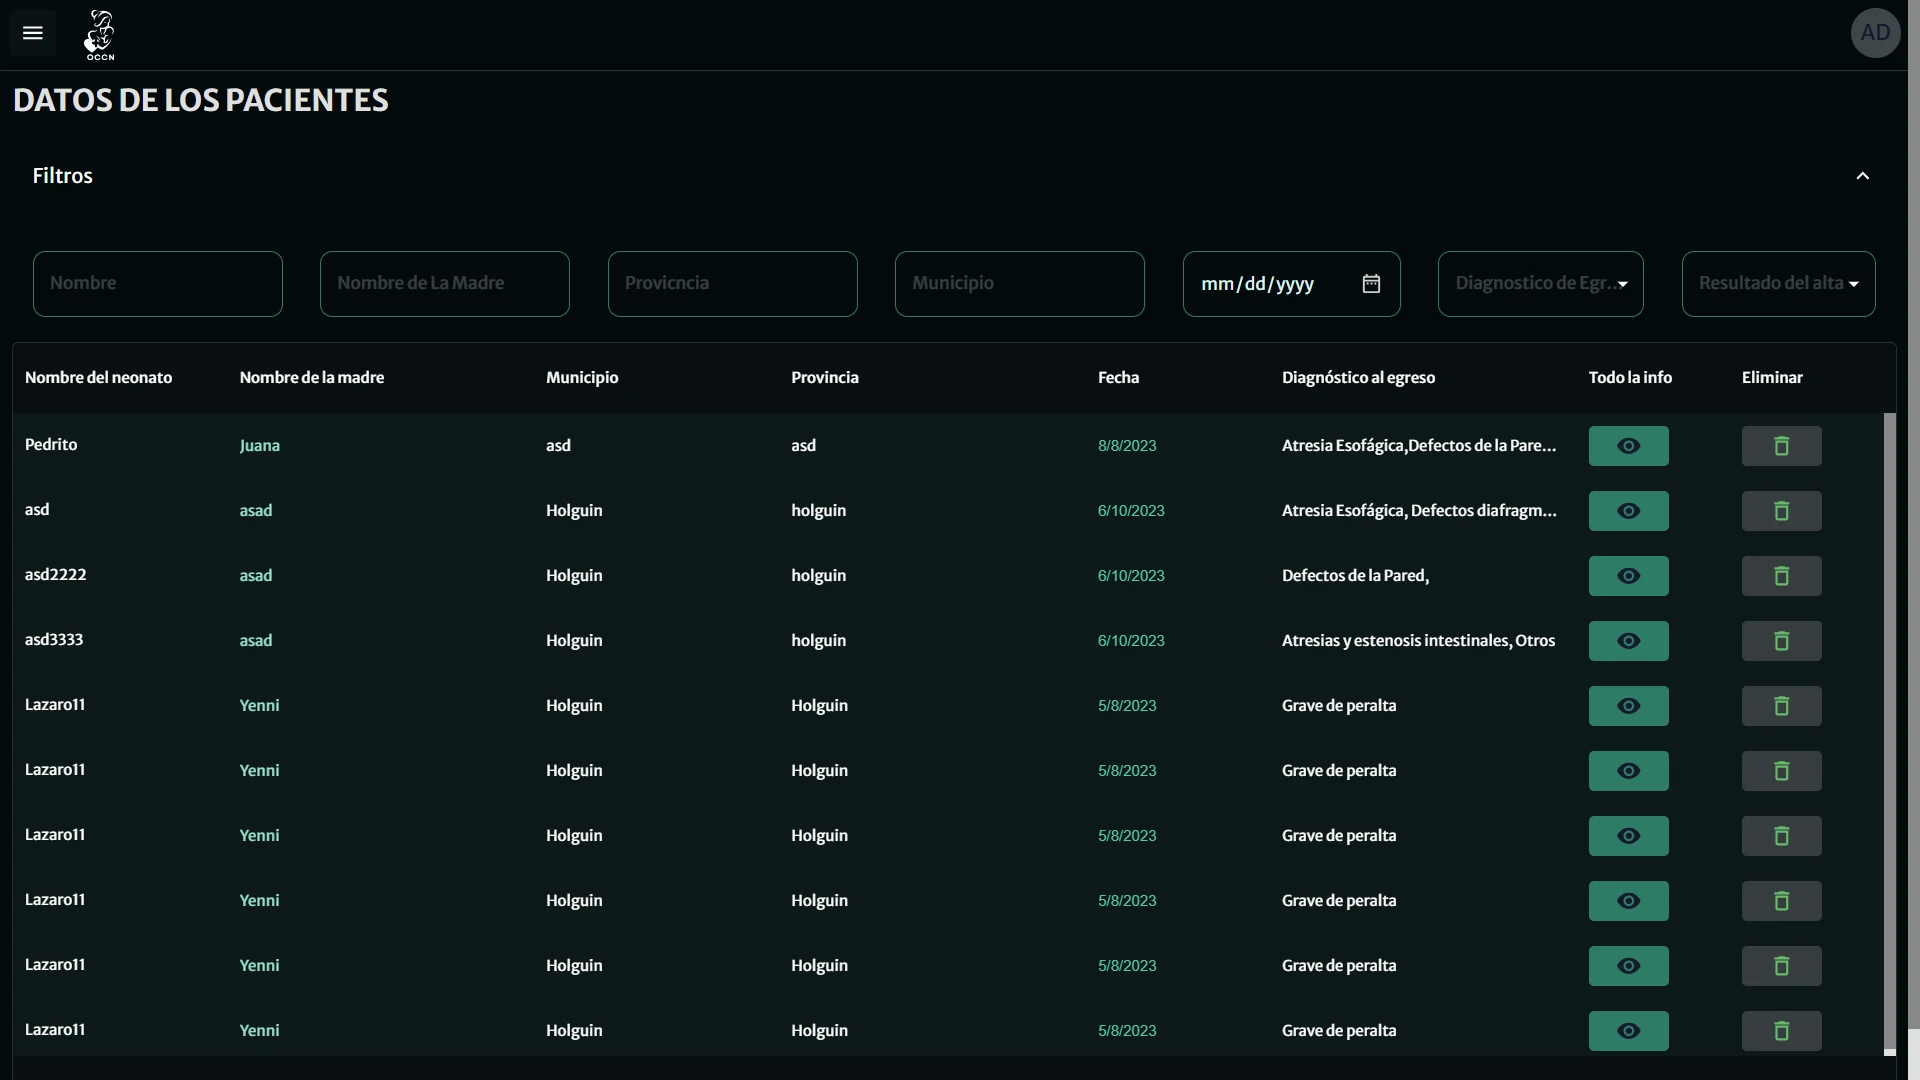 OCCN
AD
DATOS DE LOS PACIENTES
Filtros
Nombre
Nombre de La Madre
Provicncia
Municipio
mm/dd/yyyy
Diagnostico de Egr...
Resultado del alta
Nombre del neonato Nombre de la madre Municipio Provincia Fecha Diagnóstico al egreso Todo la info Eliminar
Pedrito Juana asd asd 8/8/2023 Atresia Esofágica,Defectos de la Pare...
asd asad Holguin holguin 6/10/2023 Atresia Esofágica, Defectos diafragm...
asd2222 asad Holguin holguin 6/10/2023 Defectos de la Pared,
asd3333 asad Holguin holguin 6/10/2023 Atresias y estenosis intestinales, Otros
Lazaro11 Yenni Holguin Holguin 5/8/2023 Grave de peralta
Lazaro11 Yenni Holguin Holguin 5/8/2023 Grave de peralta
Lazaro11 Yenni Holguin Holguin 5/8/2023 Grave de peralta
Lazaro11 Yenni Holguin Holguin 5/8/2023 Grave de peralta
Lazaro11 Yenni Holguin Holguin 5/8/2023 Grave de peralta
Lazaro11 Yenni Holguin Holguin 5/8/2023 Grave de peralta